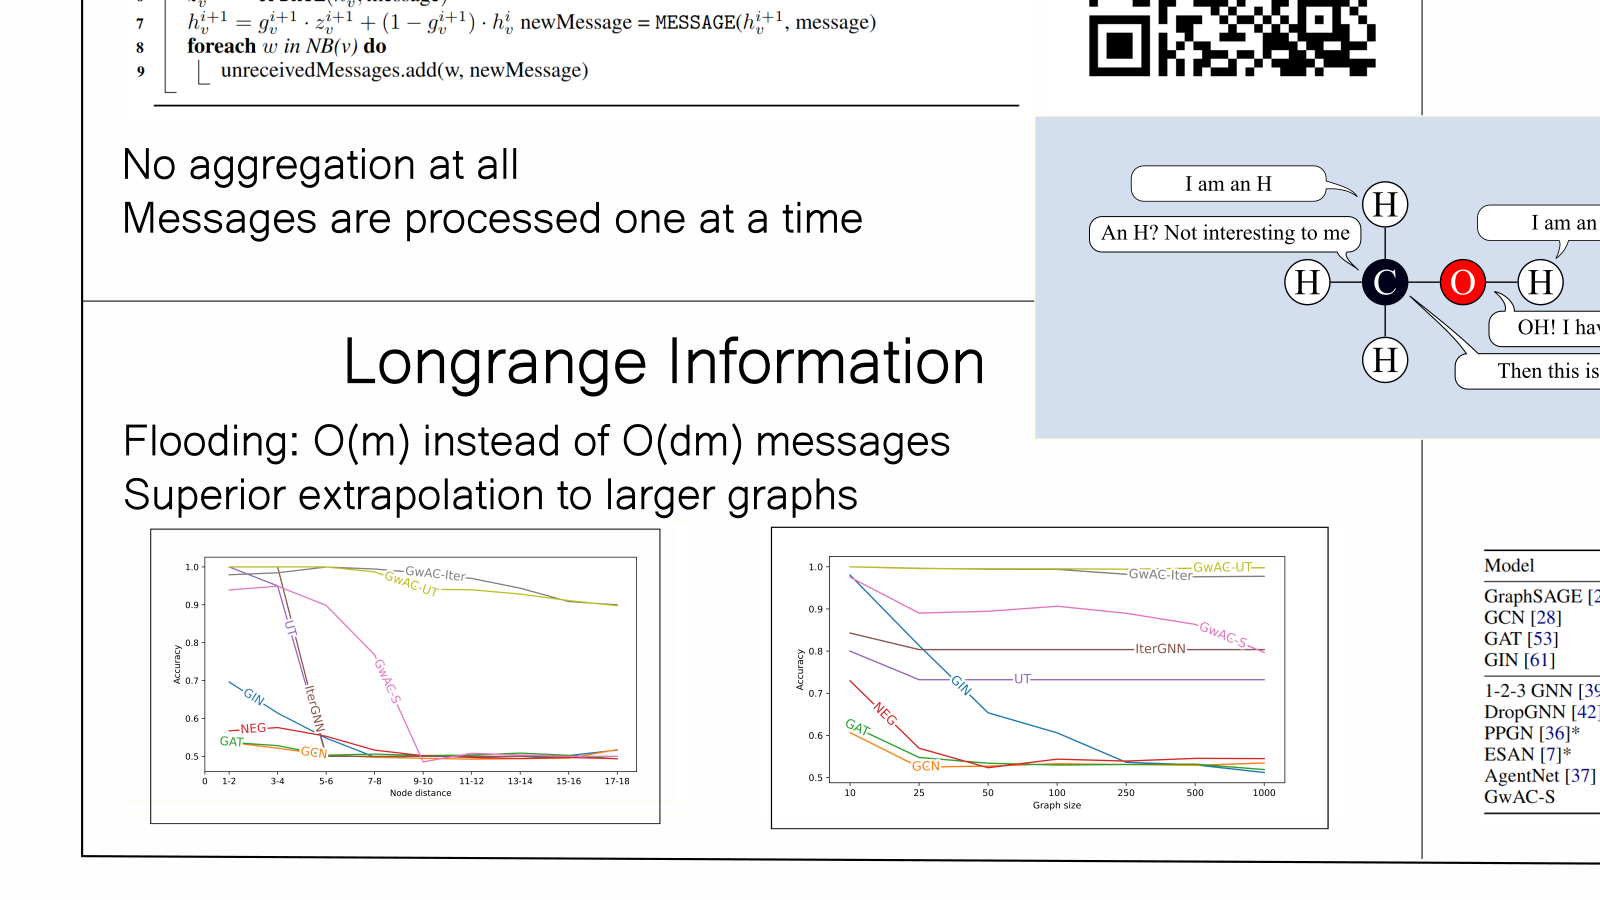 7 h_v^{i+1} = g_v^{i+1} · z_v^{i+1} + (1 − g_v^{i+1}) · h_v^i newMessage = MESSAGE(h_v^{i+1}, message)
8 foreach w in NB(v) do
9 unreceivedMessages.add(w, newMessage)
No aggregation at all
Messages are processed one at a time
I am an H
An H? Not interesting to me
H
H C O H
H
I am an
OH! I hav
Then this is
Longrange Information
Flooding: O(m) instead of O(dm) messages
Superior extrapolation to larger graphs
1.0
0.9
0.8
0.7
0.6
0.5
Accuracy
GwAC-Iter
GwAC-UT
UT
GwAC-S
IterGNN
GIN
NEG
GAT
GCN
0 1-2 3-4 5-6 7-8 9-10 11-12 13-14 15-16 17-18
Node distance
1.0
0.9
0.8
0.7
0.6
0.5
Accuracy
GwAC-UT
GwAC-Iter
GwAC-S
IterGNN
UT
GIN
NEG
GAT
GCN
10 25 50 100 250 500 1000
Graph size
Model
GraphSAGE [2
GCN [28]
GAT [53]
GIN [61]
1-2-3 GNN [39
DropGNN [42]
PPGN [36]*
ESAN [7]*
AgentNet [37]
GwAC-S